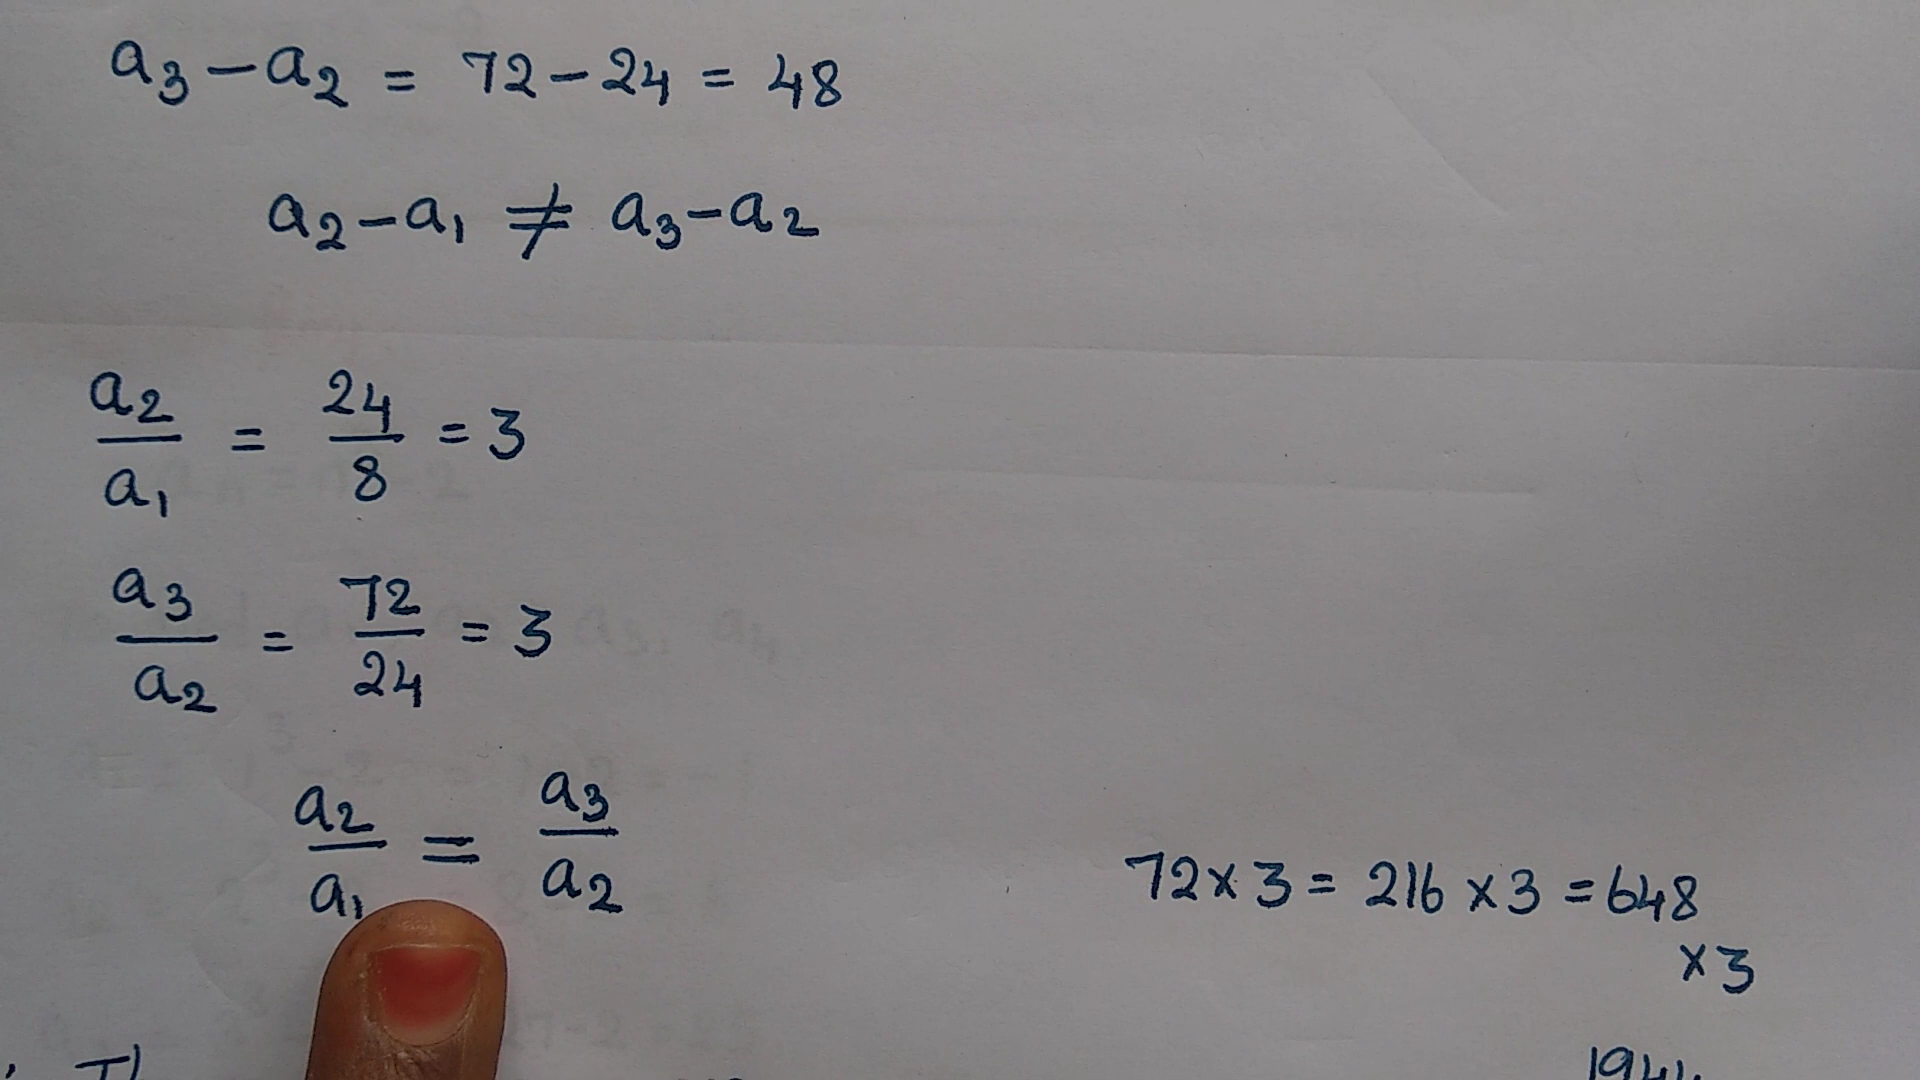 a₃ - a₂ = 72 - 24 = 48
a₂ - a₁ ≠ a₃ - a₂
a₂/a₁ = 24/8 = 3
a₃/a₂ = 72/24 = 3
a₂/a₁ = a₃/a₂
72 × 3 = 216 × 3 = 648
× 3
1944